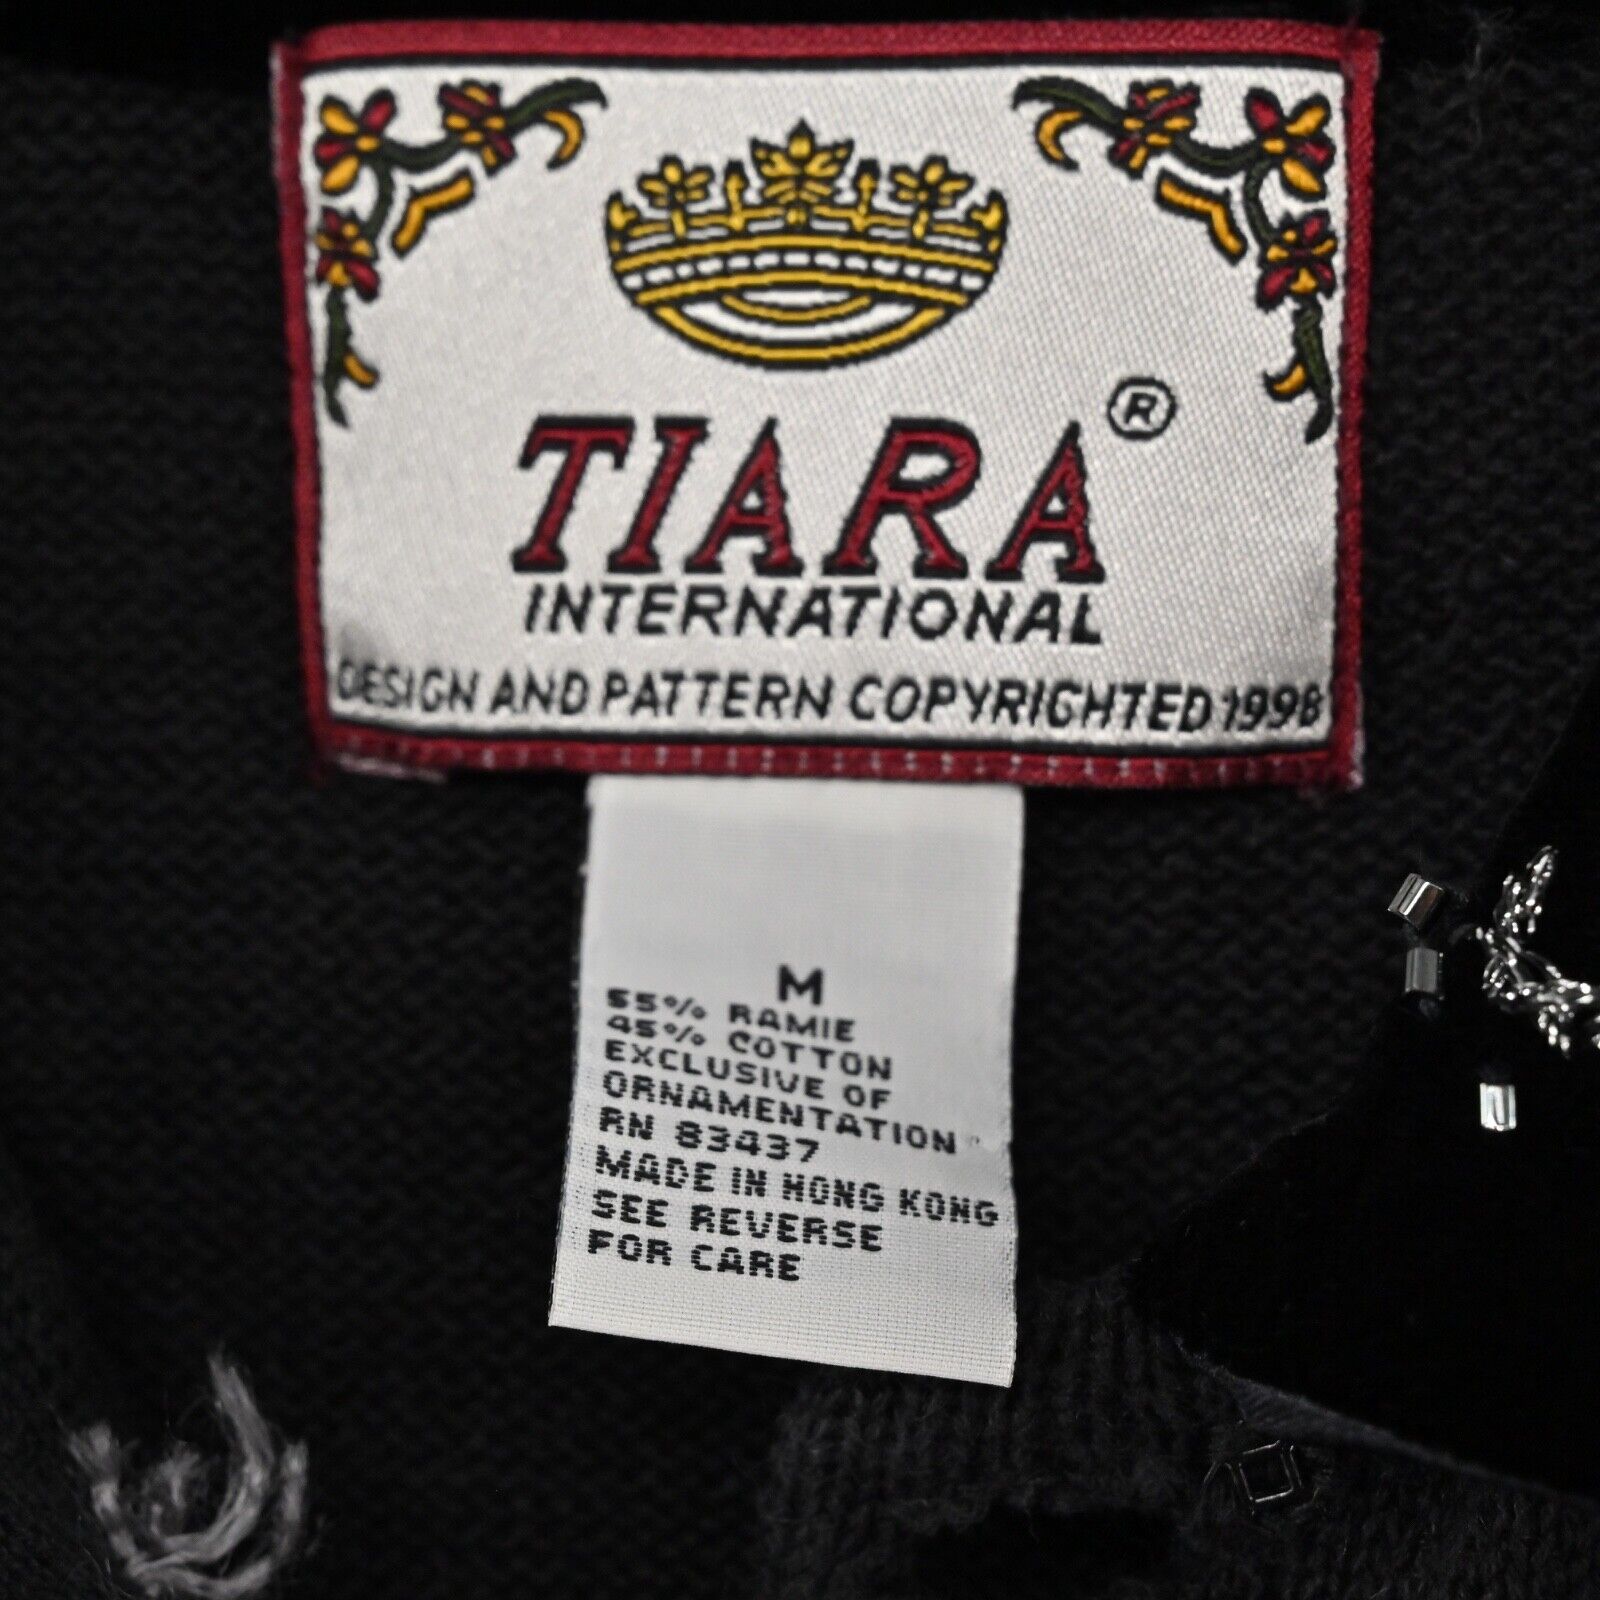 TIARA®
INTERNATIONAL
DESIGN AND PATTERN COPYRIGHTED 1998
M
55% RAMIE
45% COTTON
EXCLUSIVE OF
ORNAMENTATION
RN 83437
MADE IN HONG KONG
SEE REVERSE
FOR CARE